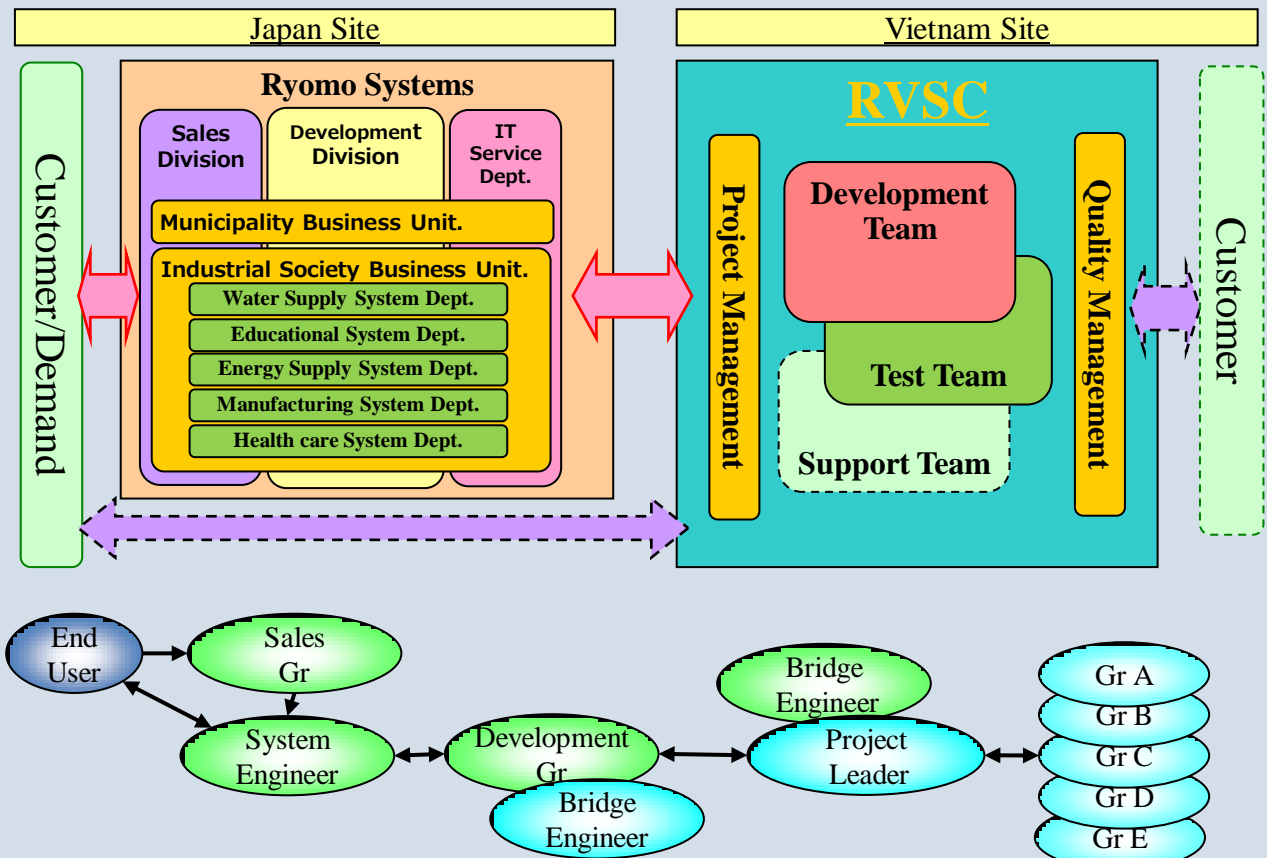 Japan Site
Vietnam Site
Customer/Demand
Ryomo Systems
Sales
Division
Development
Division
IT
Service
Dept.
Municipality Business Unit.
Industrial Society Business Unit.
Water Supply System Dept.
Educational System Dept.
Energy Supply System Dept.
Manufacturing System Dept.
Health care System Dept.
RVSC
Project Management
Development
Team
Test Team
Support Team
Quality Management
Customer
End
User
Sales
Gr
System
Engineer
Development
Gr
Bridge
Engineer
Bridge
Engineer
Project
Leader
Gr A
Gr B
Gr C
Gr D
Gr E